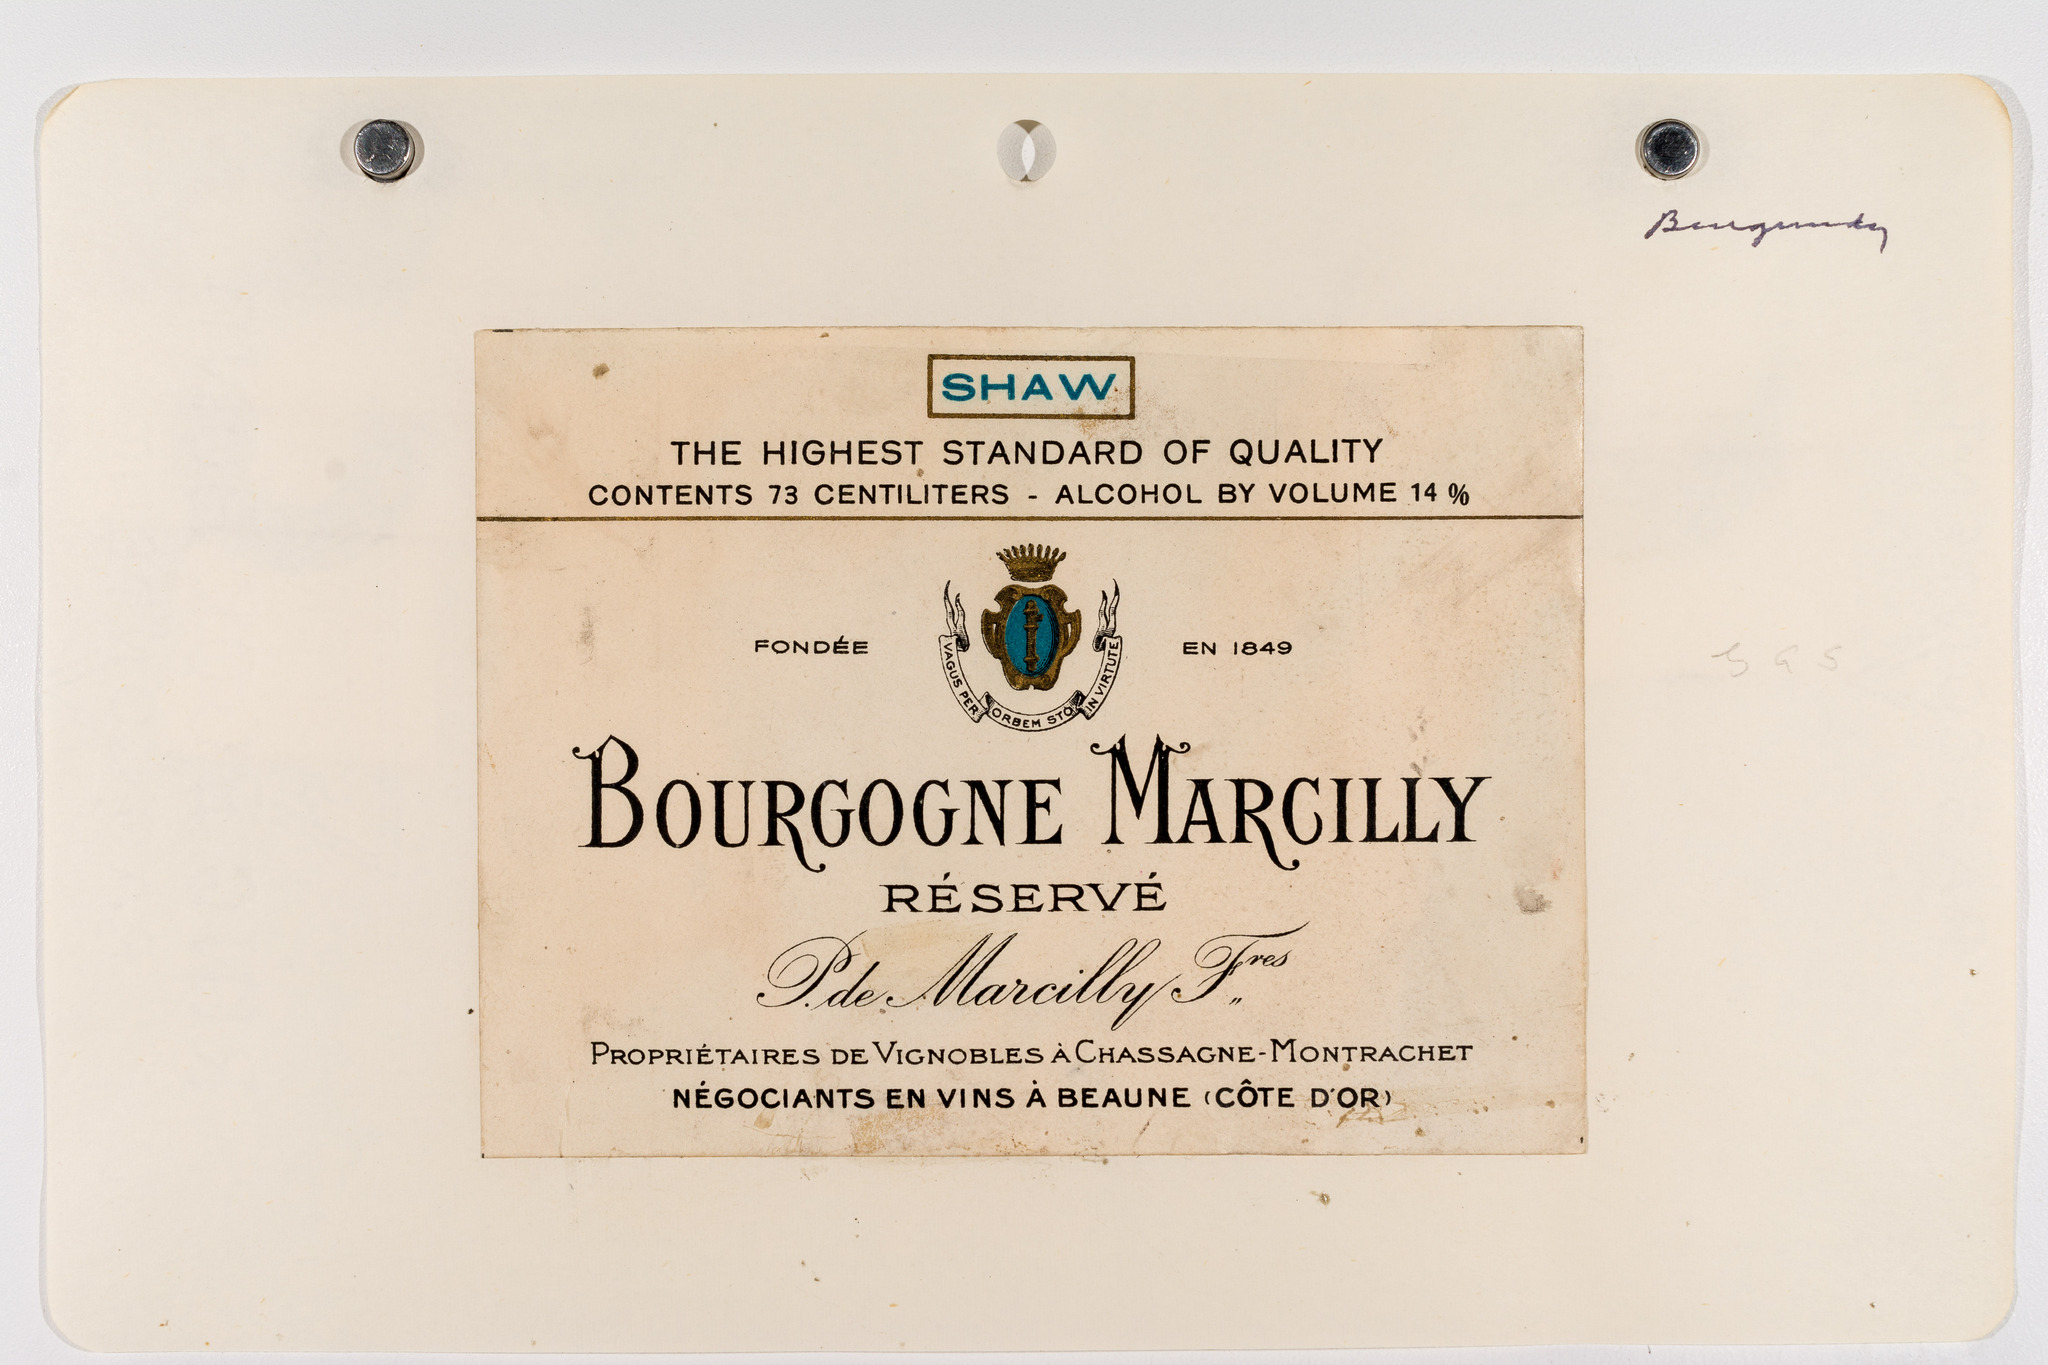 Burgundy
SHAW
THE HIGHEST STANDARD OF QUALITY
CONTENTS 73 CENTILITERS - ALCOHOL BY VOLUME 14 %
FONDÉE EN 1849
VAGUS PER ORBEM STO IN VIRTUTE
BOURGOGNE MARCILLY
RÉSERVÉ
P. de Marcilly Fres
PROPRIÉTAIRES DE VIGNOBLES À CHASSAGNE-MONTRACHET
NÉGOCIANTS EN VINS À BEAUNE (CÔTE D'OR)